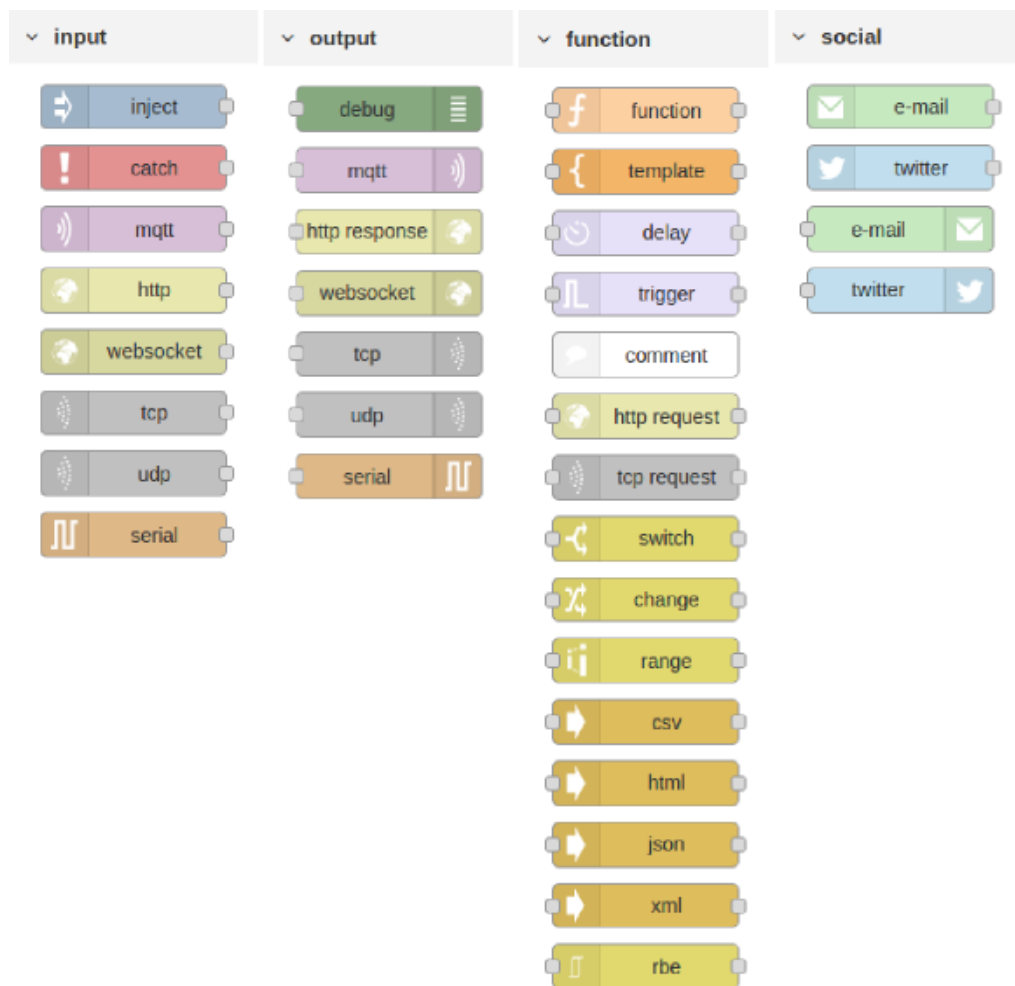 input
inject
catch
mqtt
http
websocket
tcp
udp
serial
output
debug
mqtt
http response
websocket
tcp
udp
serial
function
function
template
delay
trigger
comment
http request
tcp request
switch
change
range
csv
html
json
xml
rbe
social
e-mail
twitter
e-mail
twitter